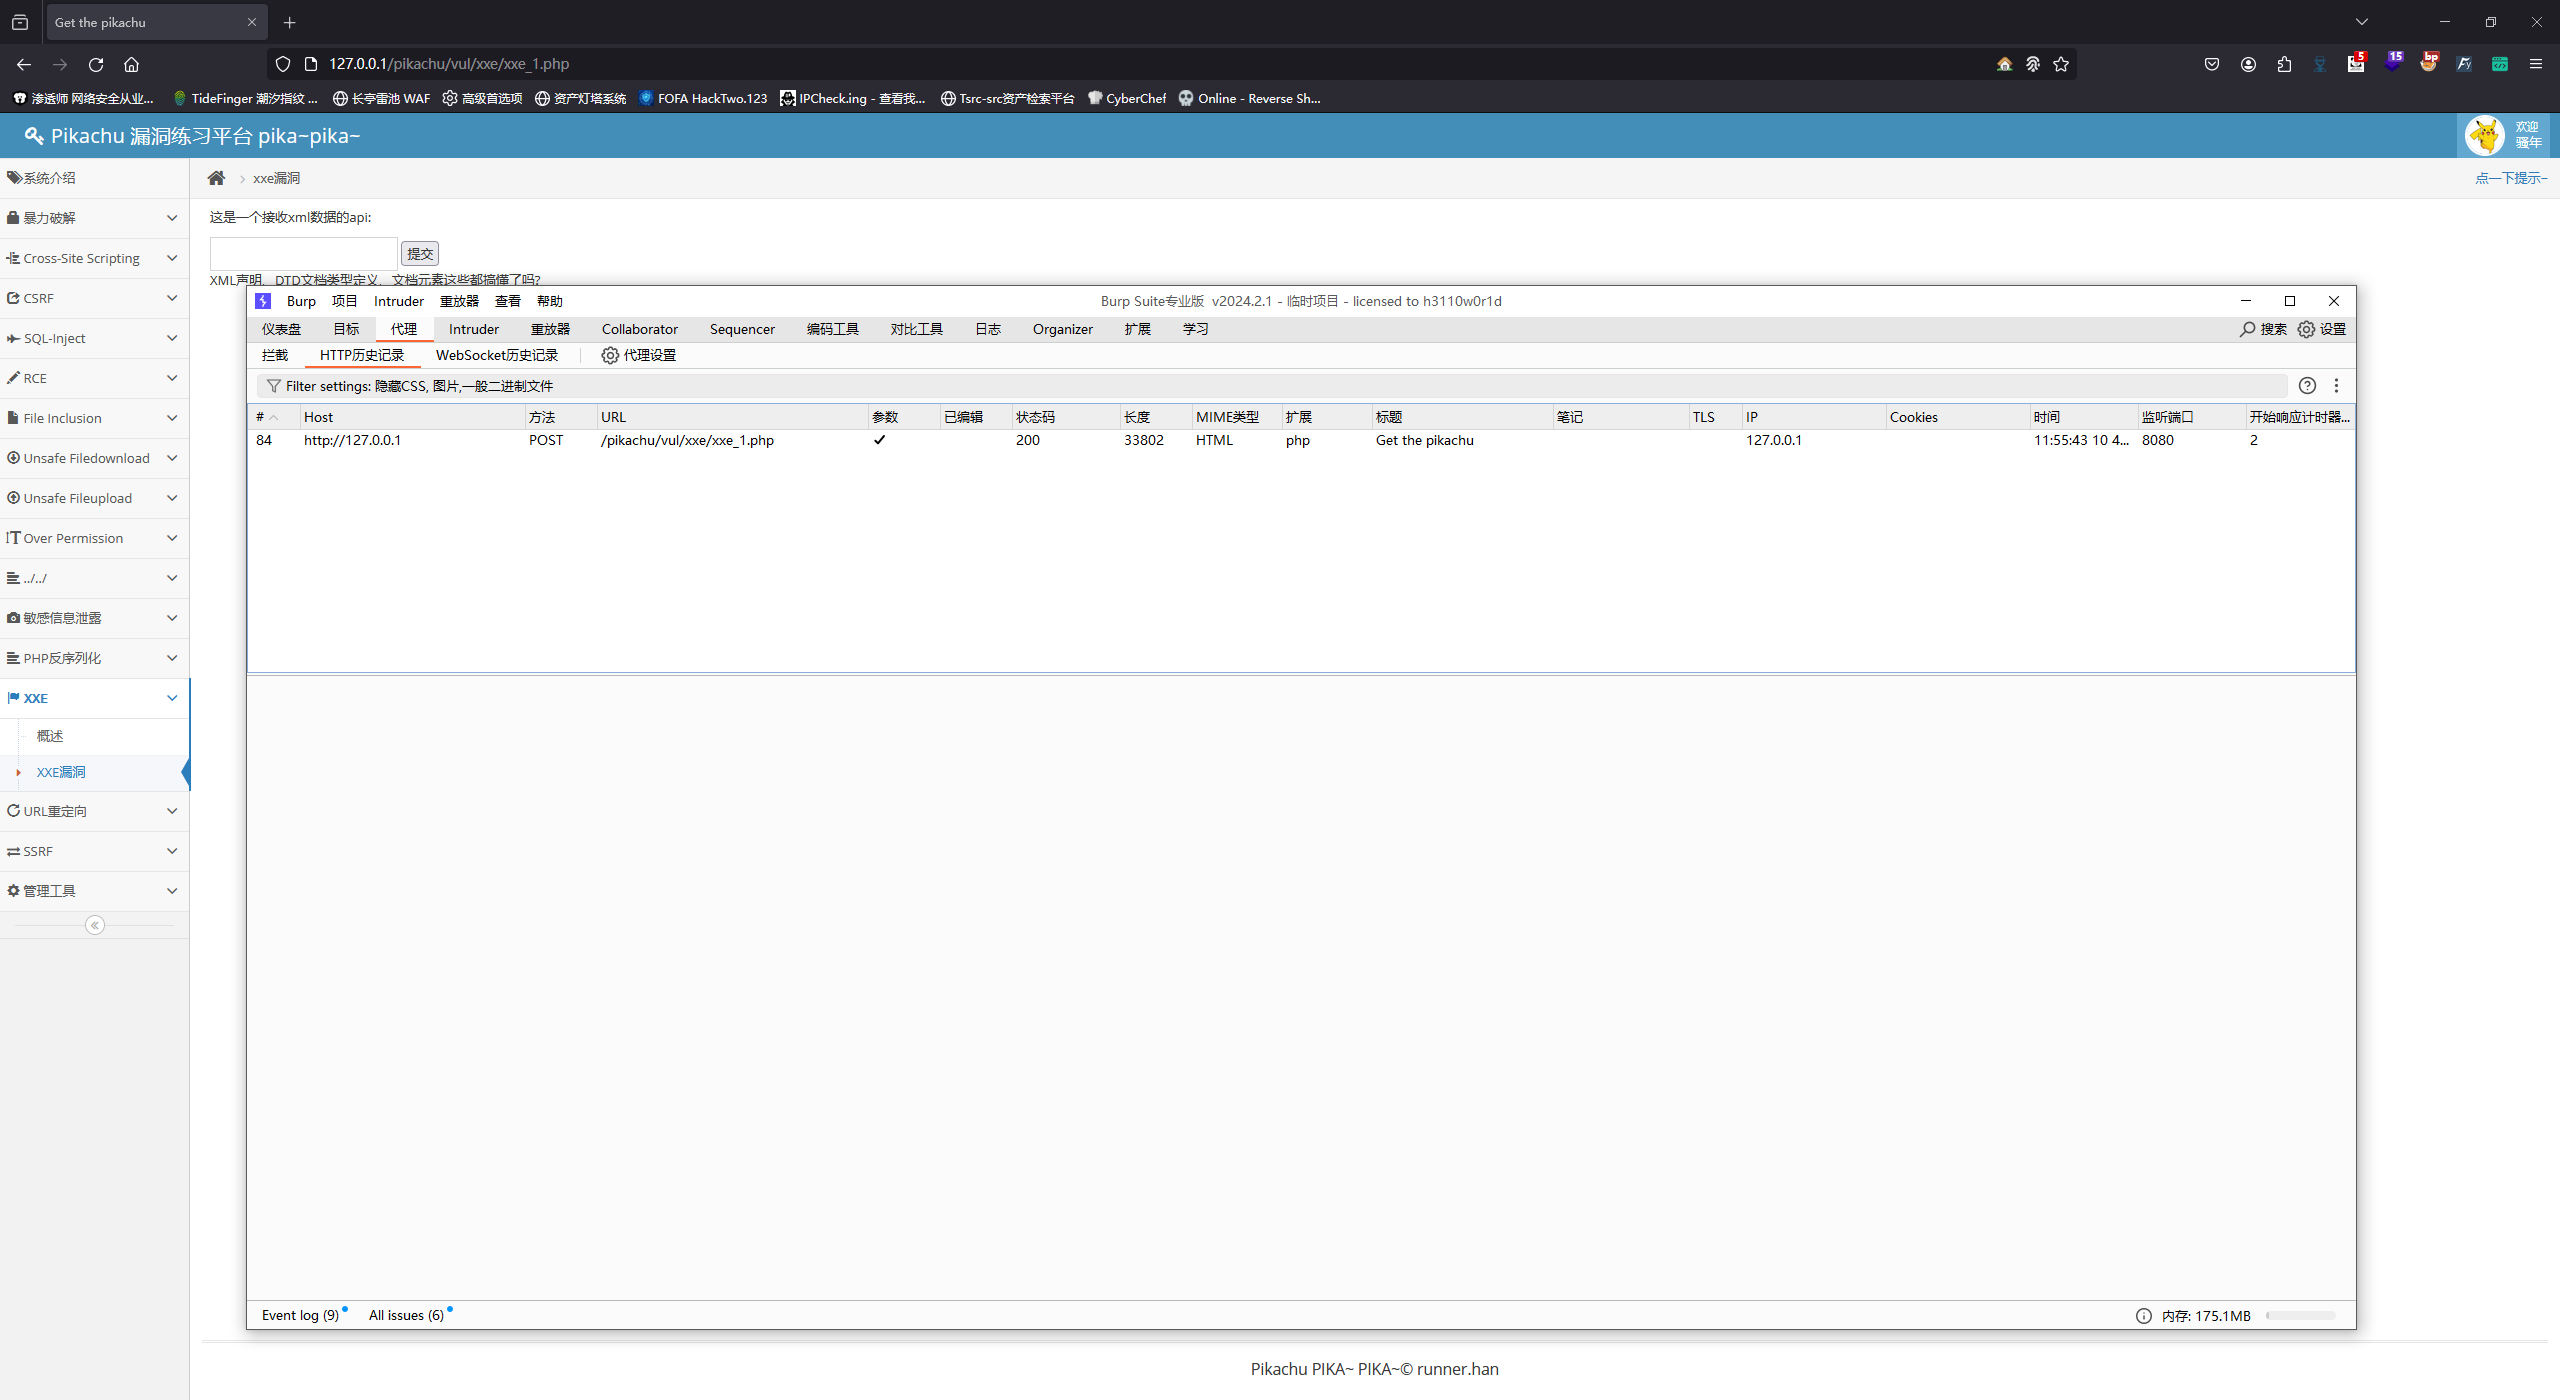 Get the pikachu
127.0.0.1/pikachu/vul/xxe/xxe_1.php
5
15
bp
渗透师 网络安全从业... TideFinger 潮汐指纹 ... 长亭雷池 WAF 高级首选项 资产灯塔系统 FOFA HackTwo.123 IPCheck.ing - 查看我... Tsrc-src资产检索平台 CyberChef Online - Reverse Sh...
Pikachu 漏洞练习平台 pika~pika~
欢迎
骚年
系统介绍
暴力破解
Cross-Site Scripting
CSRF
SQL-Inject
RCE
File Inclusion
Unsafe Filedownload
Unsafe Fileupload
Over Permission
../../
敏感信息泄露
PHP反序列化
XXE
概述
XXE漏洞
URL重定向
SSRF
管理工具
xxe漏洞
点一下提示~
这是一个接收xml数据的api:
提交
XML声明、DTD文档类型定义、文档元素这些都搞懂了吗?
Burp 项目 Intruder 重放器 查看 帮助
Burp Suite专业版 v2024.2.1 - 临时项目 - licensed to h3110w0r1d
仪表盘 目标 代理 Intruder 重放器 Collaborator Sequencer 编码工具 对比工具 日志 Organizer 扩展 学习
搜索 设置
拦截 HTTP历史记录 WebSocket历史记录 代理设置
Filter settings: 隐藏CSS, 图片,一般二进制文件
# Host 方法 URL 参数 已编辑 状态码 长度 MIME类型 扩展 标题 笔记 TLS IP Cookies 时间 监听端口 开始响应计时器...
84 http://127.0.0.1 POST /pikachu/vul/xxe/xxe_1.php ✓ 200 33802 HTML php Get the pikachu 127.0.0.1 11:55:43 10 4... 8080 2
Event log (9) All issues (6)
内存: 175.1MB
Pikachu PIKA~ PIKA~© runner.han